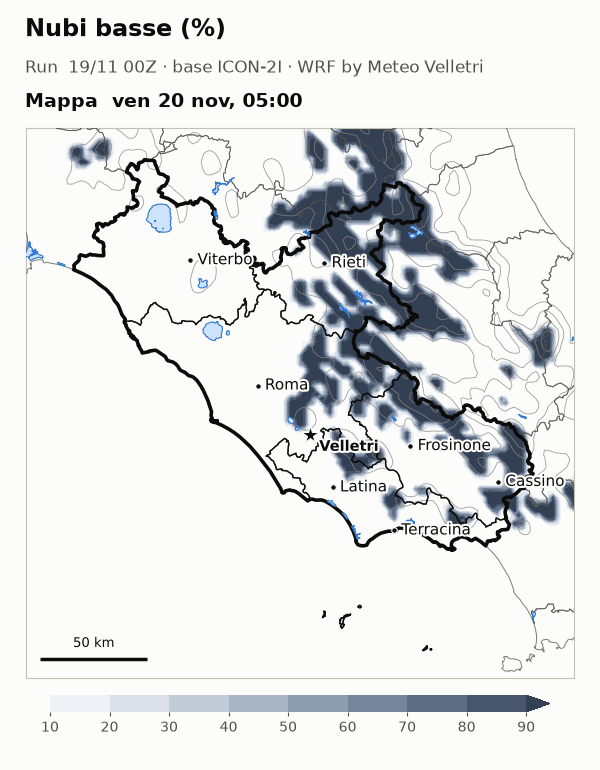 Nubi basse (%)
Run  19/11 00Z · base ICON-2I · WRF by Meteo Velletri
Mappa  ven 20 nov, 05:00
Viterbo
Rieti
Roma
Velletri
Frosinone
Latina
Cassino
Terracina
50 km
10 20 30 40 50 60 70 80 90